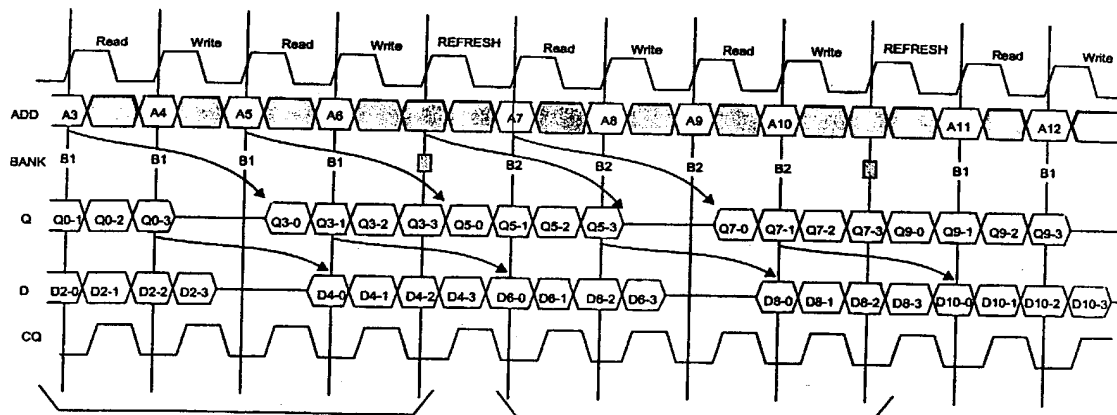 Read Write Read Write REFRESH Read Write Read Write REFRESH Read Write
ADD A3 A4 A5 A6 A7 A8 A9 A10 A11 A12
BANK B1 B1 B1 B1 B2 B2 B2 B2 B1 B1
Q Q0-1 Q0-2 Q0-3 Q3-0 Q3-1 Q3-2 Q3-3 Q5-0 Q5-1 Q5-2 Q5-3 Q7-0 Q7-1 Q7-2 Q7-3 Q9-0 Q9-1 Q9-2 Q9-3
D D2-0 D2-1 D2-2 D2-3 D4-0 D4-1 D4-2 D4-3 D6-0 D6-1 D8-2 D6-3 D8-0 D8-1 D8-2 D8-3 D10-0 D10-1 D10-2 D10-3
CQ